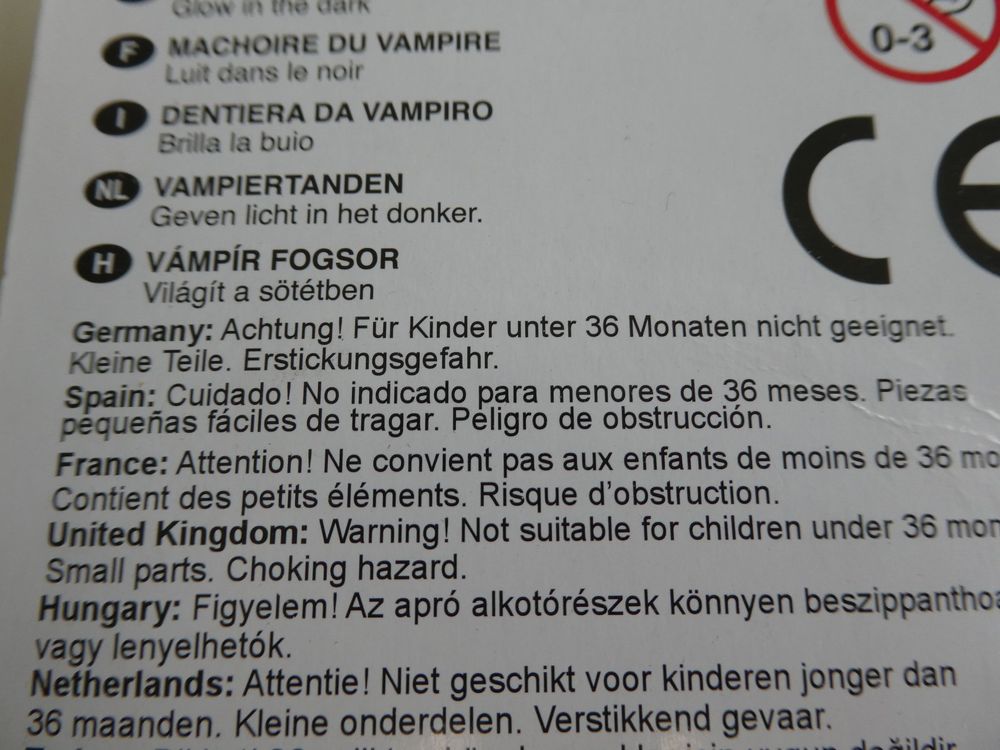 Glow in the dark
0-3
F MACHOIRE DU VAMPIRE
Luit dans le noir
I DENTIERA DA VAMPIRO
Brilla la buio
CE
NL VAMPIERTANDEN
Geven licht in het donker.
H VÁMPÍR FOGSOR
Világít a sötétben
Germany: Achtung! Für Kinder unter 36 Monaten nicht geeignet.
Kleine Teile. Erstickungsgefahr.
Spain: Cuidado! No indicado para menores de 36 meses. Piezas
pequeñas fáciles de tragar. Peligro de obstrucción.
France: Attention! Ne convient pas aux enfants de moins de 36 mo
Contient des petits éléments. Risque d'obstruction.
United Kingdom: Warning! Not suitable for children under 36 mon
Small parts. Choking hazard.
Hungary: Figyelem! Az apró alkotórészek könnyen beszippantho
vagy lenyelhetók.
Netherlands: Attentie! Niet geschikt voor kinderen jonger dan
36 maanden. Kleine onderdelen. Verstikkend gevaar.